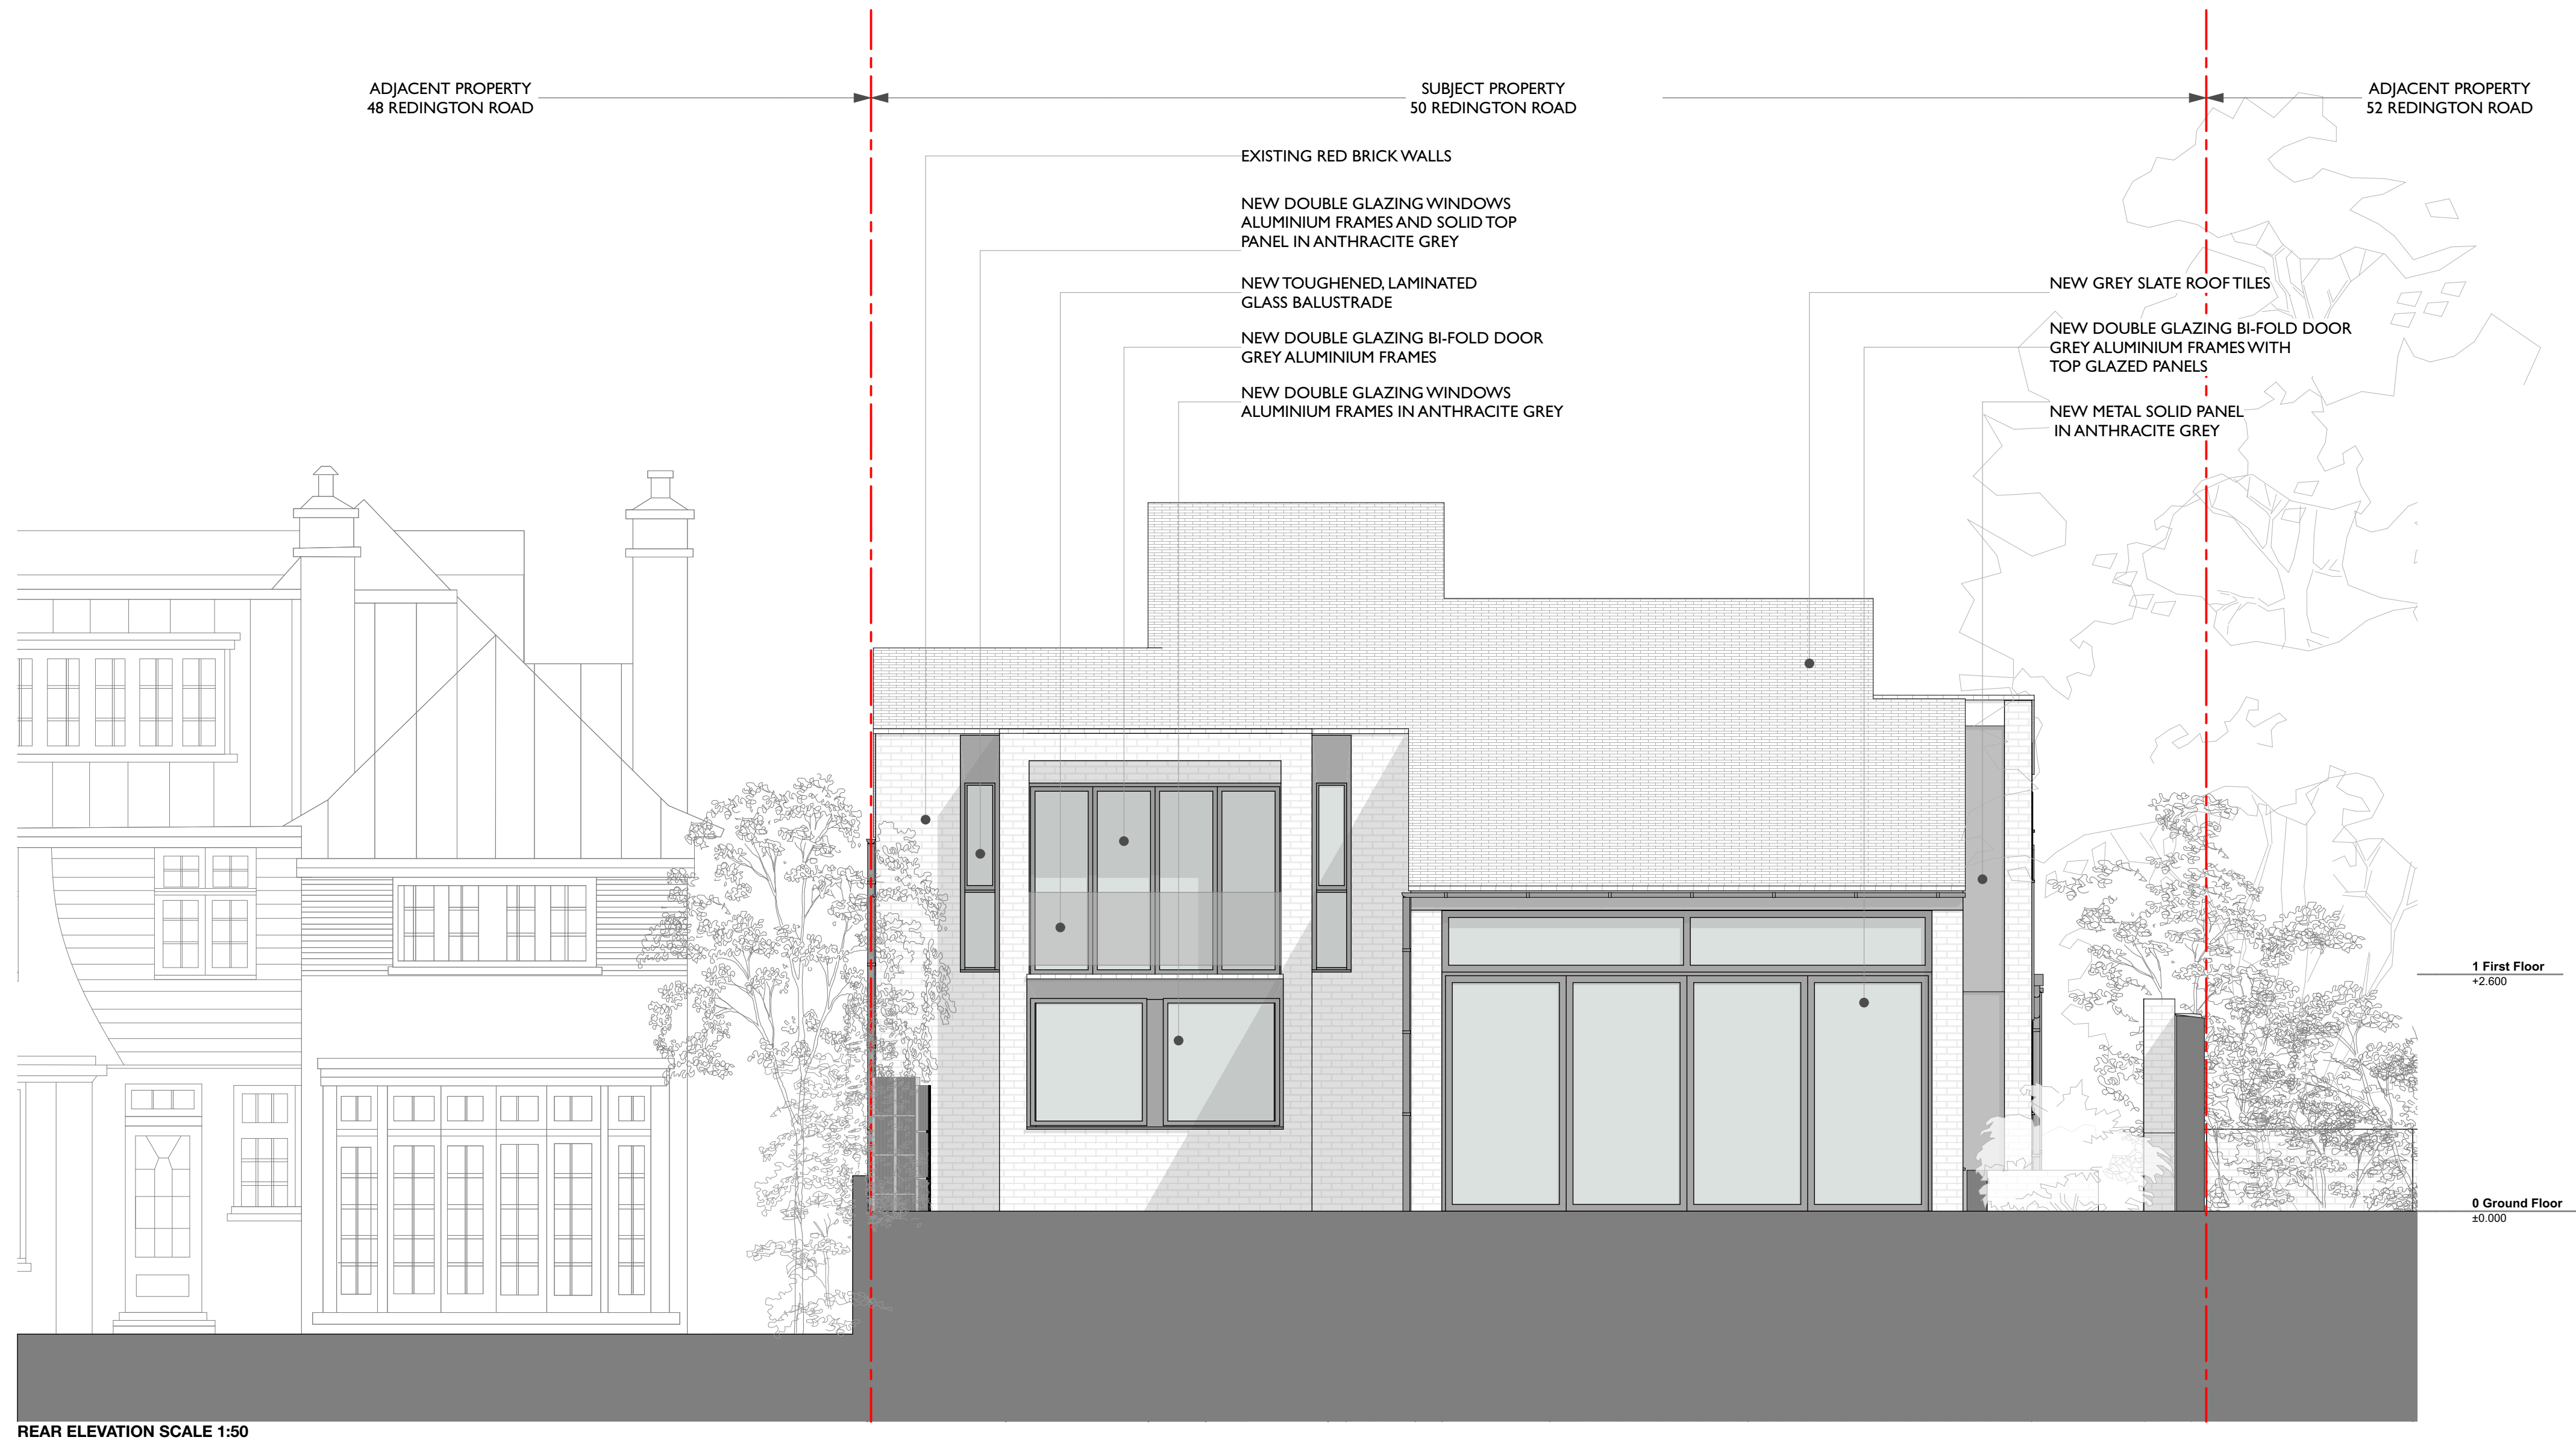 ADJACENT PROPERTY
48 REDINGTON ROAD
SUBJECT PROPERTY
50 REDINGTON ROAD
ADJACENT PROPERTY
52 REDINGTON ROAD
EXISTING RED BRICK WALLS
NEW DOUBLE GLAZING WINDOWS
ALUMINIUM FRAMES AND SOLID TOP
PANEL IN ANTHRACITE GREY
NEW TOUGHENED, LAMINATED
GLASS BALUSTRADE
NEW DOUBLE GLAZING BI-FOLD DOOR
GREY ALUMINIUM FRAMES
NEW DOUBLE GLAZING WINDOWS
ALUMINIUM FRAMES IN ANTHRACITE GREY
NEW GREY SLATE ROOF TILES
NEW DOUBLE GLAZING BI-FOLD DOOR
GREY ALUMINIUM FRAMES WITH
TOP GLAZED PANELS
NEW METAL SOLID PANEL
IN ANTHRACITE GREY
1 First Floor
+2.600
0 Ground Floor
±0.000
REAR ELEVATION SCALE 1:50